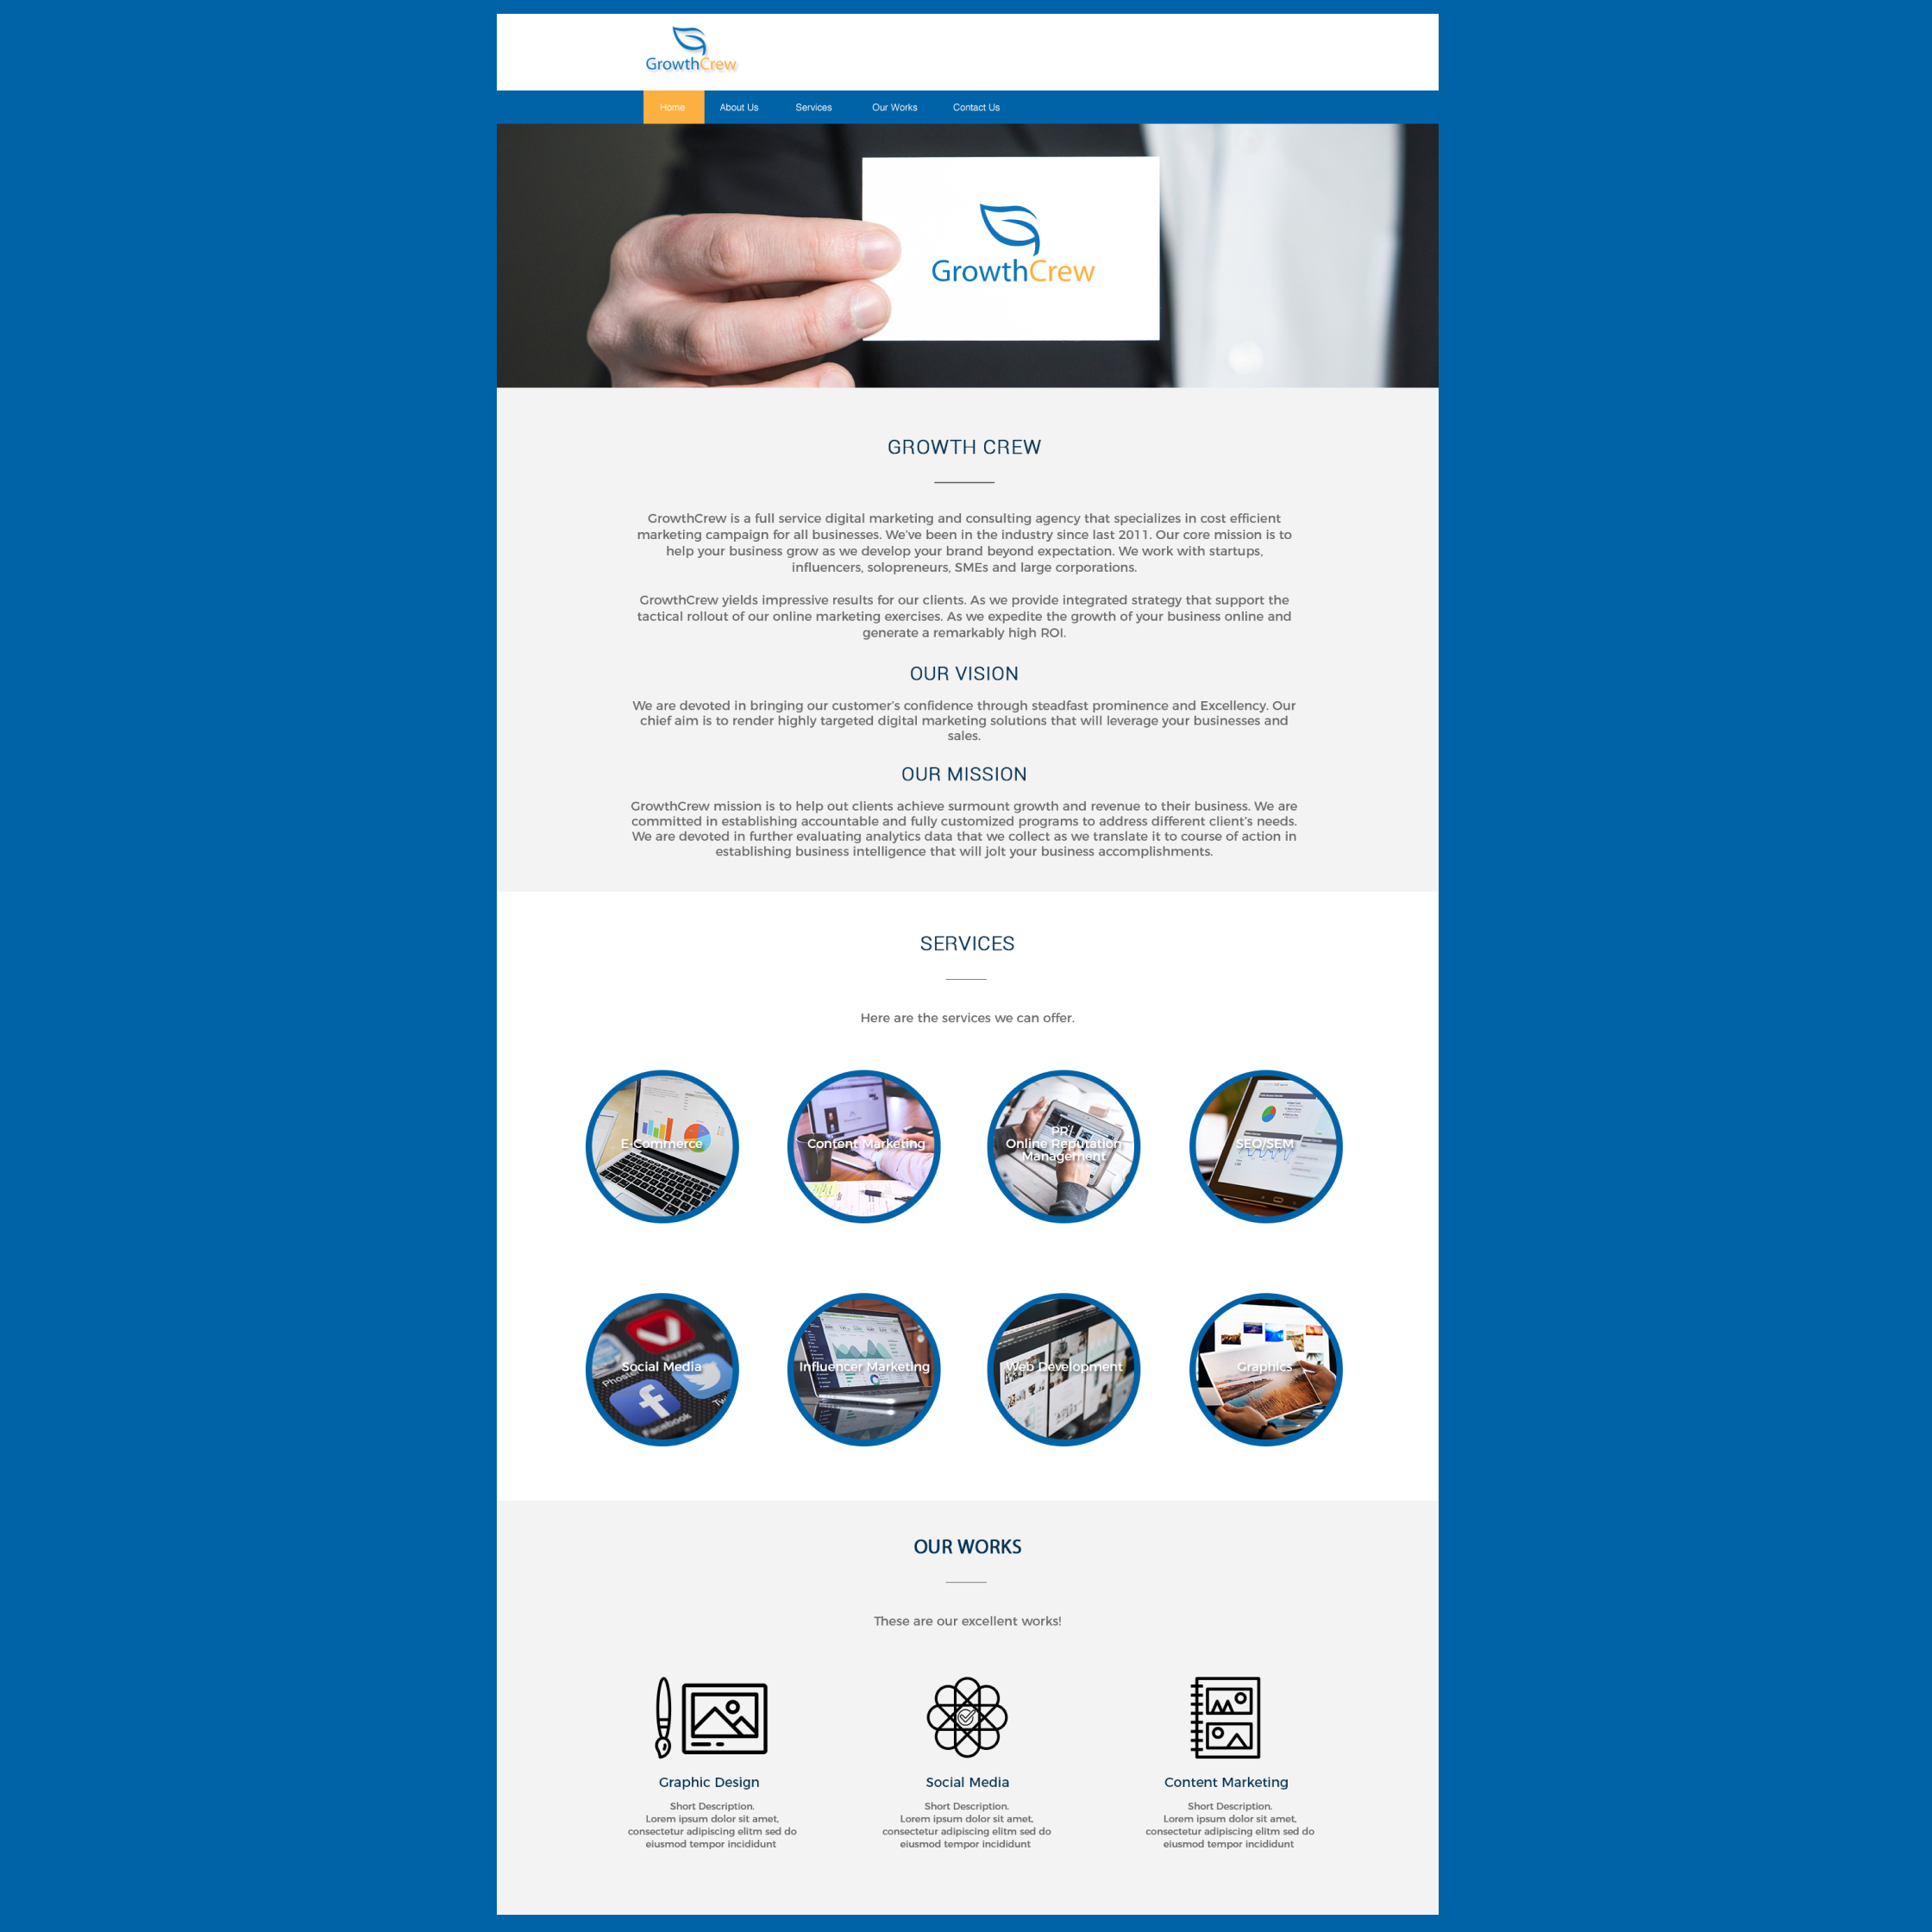 GrowthCrew
Home
About Us
Services
Our Works
Contact Us
GrowthCrew
GROWTH CREW
GrowthCrew is a full service digital marketing and consulting agency that specializes in cost efficient
marketing campaign for all businesses. We've been in the industry since last 2011. Our core mission is to
help your business grow as we develop your brand beyond expectation. We work with startups,
influencers, solopreneurs, SMEs and large corporations.
GrowthCrew yields impressive results for our clients. As we provide integrated strategy that support the
tactical rollout of our online marketing exercises. As we expedite the growth of your business online and
generate a remarkably high ROI.
OUR VISION
We are devoted in bringing our customer's confidence through steadfast prominence and Excellency. Our
chief aim is to render highly targeted digital marketing solutions that will leverage your businesses and
sales.
OUR MISSION
GrowthCrew mission is to help out clients achieve surmount growth and revenue to their business. We are
committed in establishing accountable and fully customized programs to address different client's needs.
We are devoted in further evaluating analytics data that we collect as we translate it to course of action in
establishing business intelligence that will jolt your business accomplishments.
SERVICES
Here are the services we can offer.
E-Commerce
Content Marketing
PR/
Online Reputation
Management
SEO/SEM
Social Media
Facebook
Influencer Marketing
Web Development
Graphics
OUR WORKS
These are our excellent works!
Graphic Design
Short Description.
Lorem ipsum dolor sit amet,
consectetur adipiscing elitm sed do
eiusmod tempor incididunt
Social Media
Short Description.
Lorem ipsum dolor sit amet,
consectetur adipiscing elitm sed do
eiusmod tempor incididunt
Content Marketing
Short Description.
Lorem ipsum dolor sit amet,
consectetur adipiscing elitm sed do
eiusmod tempor incididunt